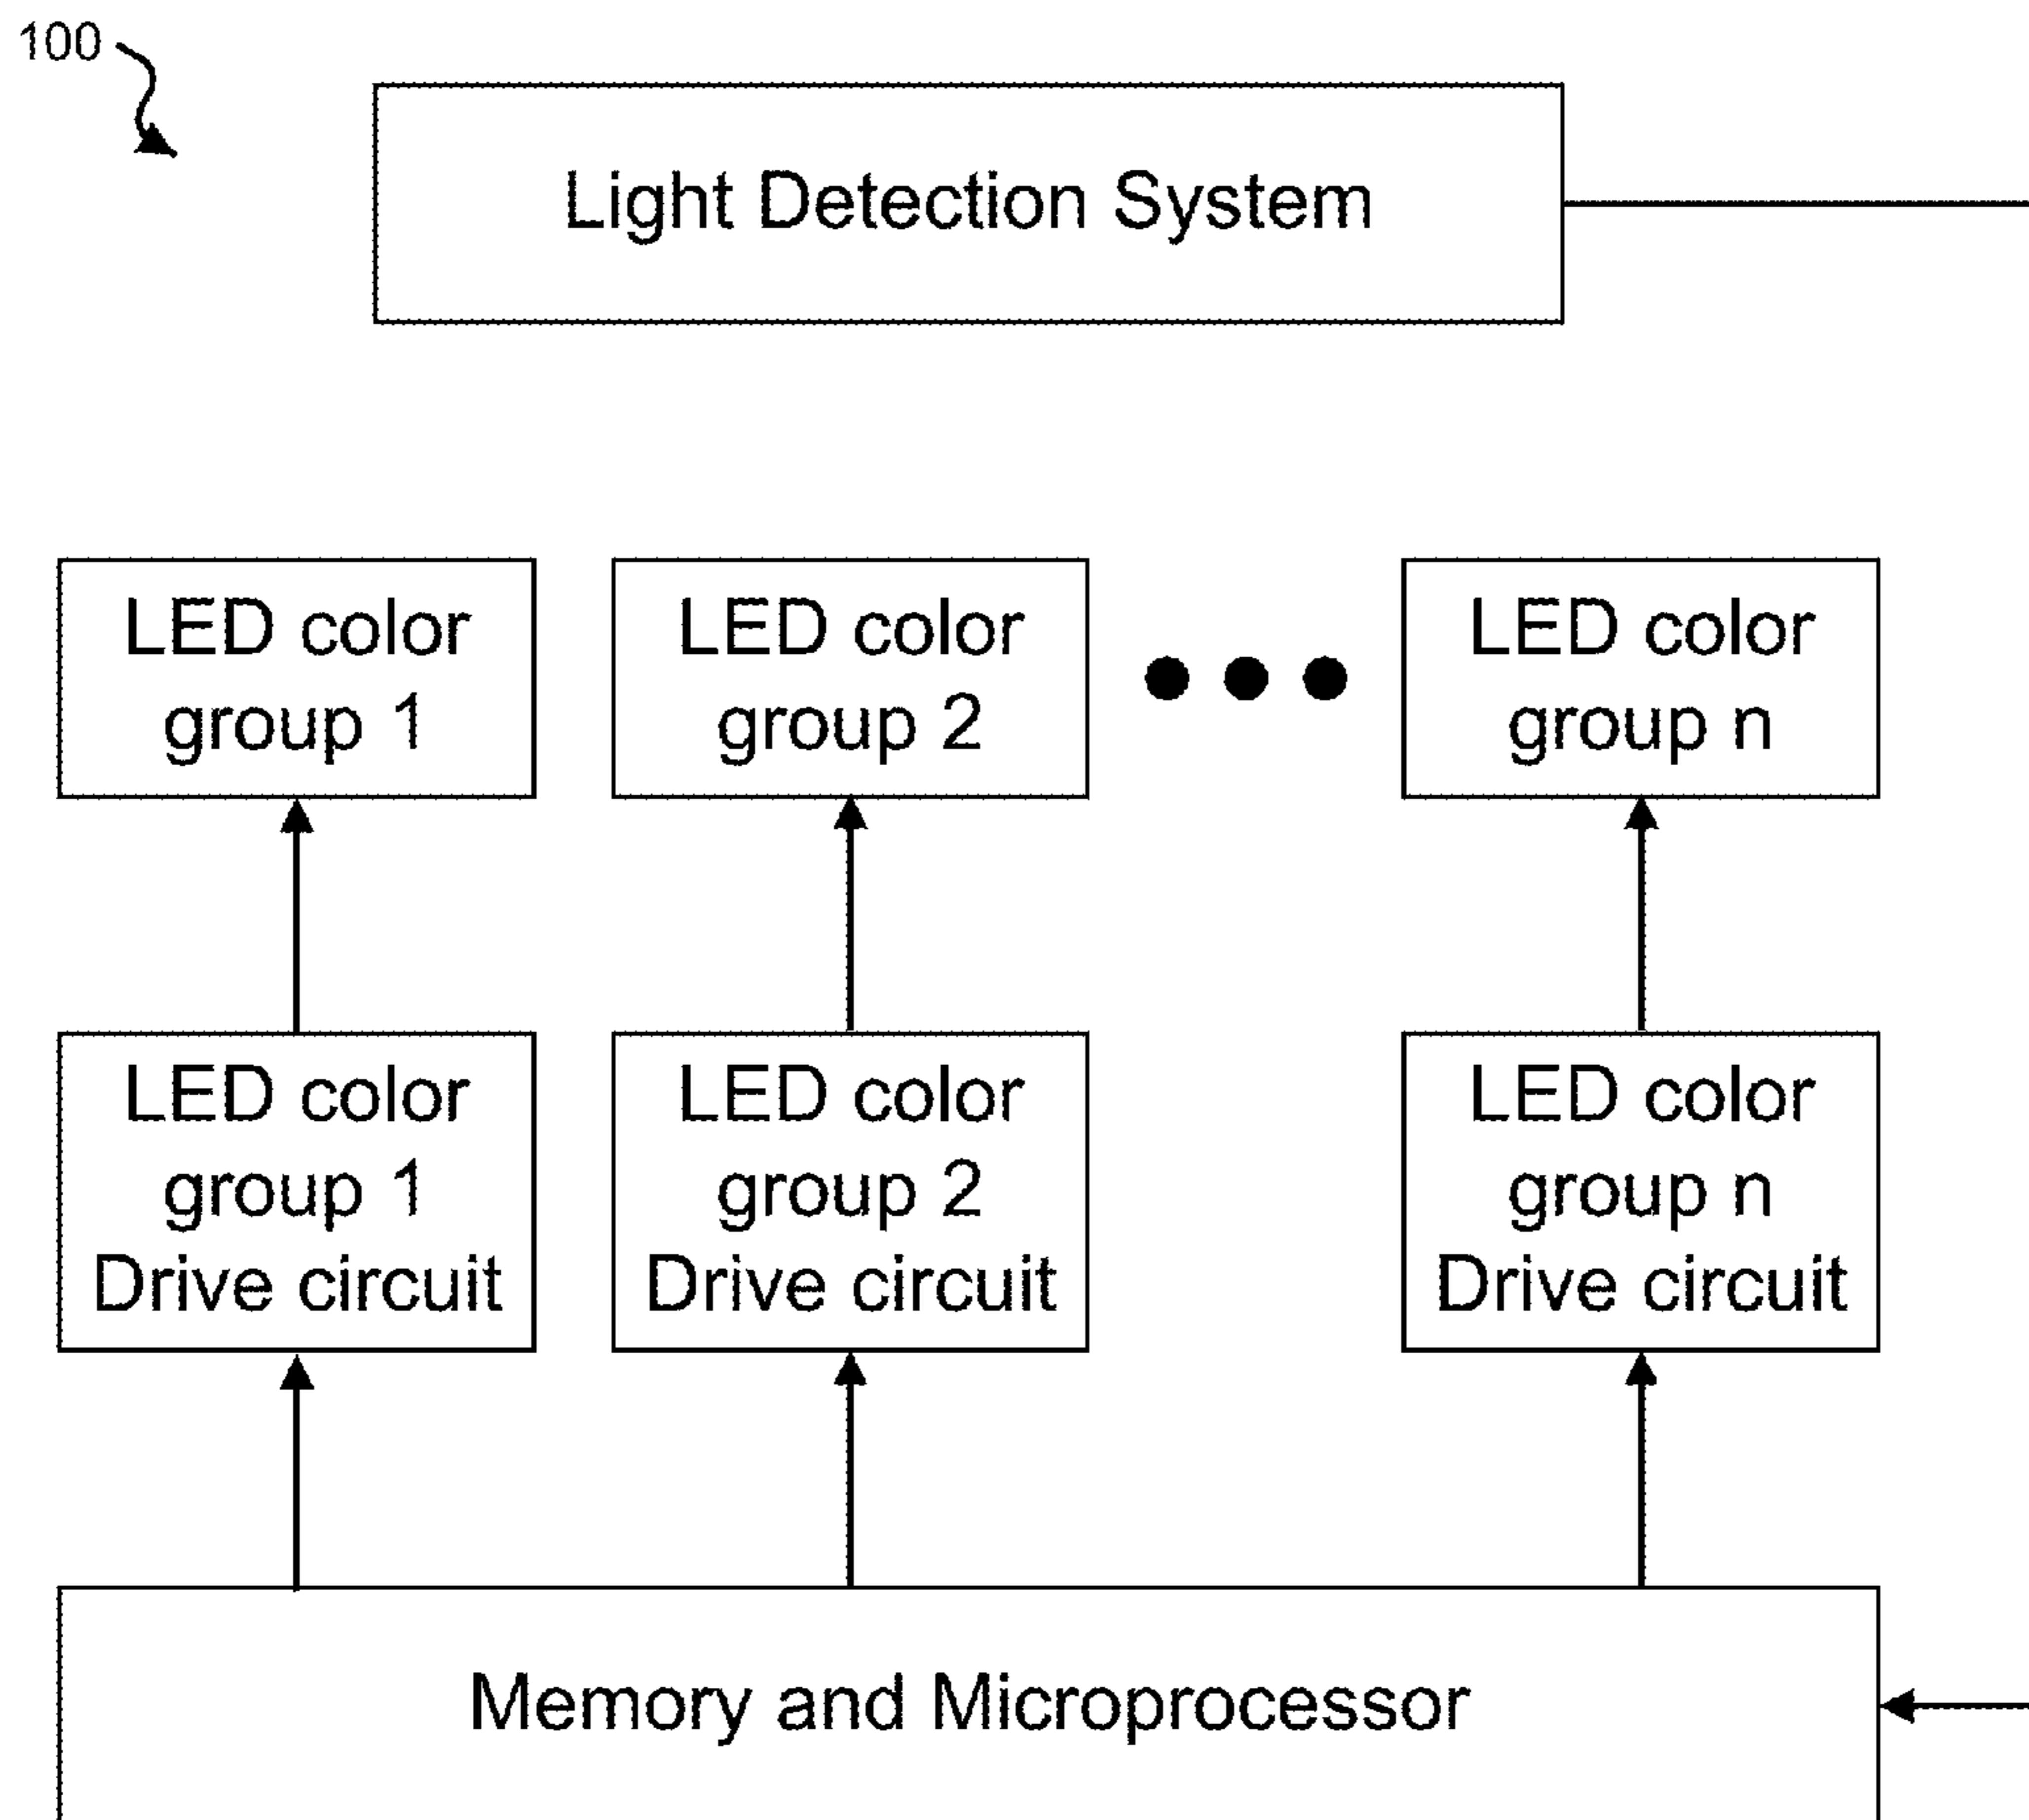 100
Light Detection System
LED color
group 1
LED color
group 2
LED color
group n
LED color
group 1
Drive circuit
LED color
group 2
Drive circuit
LED color
group n
Drive circuit
Memory and Microprocessor